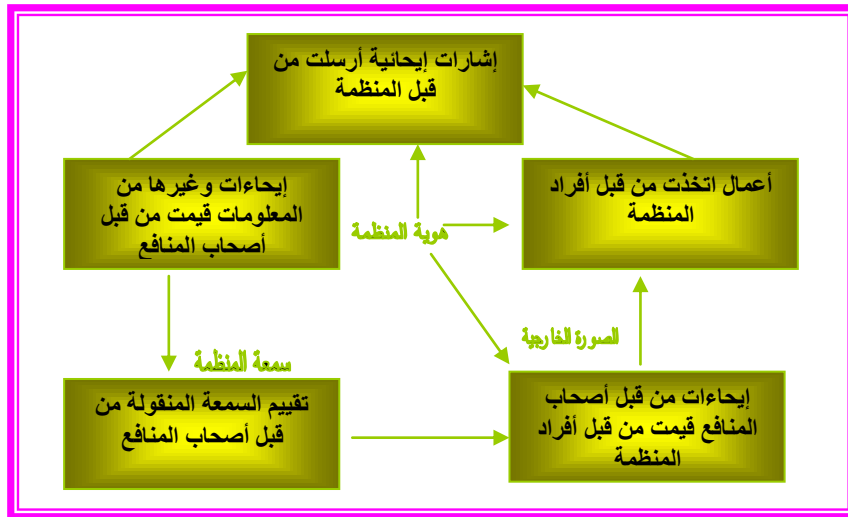 إشارات إيحائية أرسلت من
قبل المنظمة
أعمال اتخذت من قبل أفراد
المنظمة
إيحاءات وغيرها من
المعلومات قيمت من قبل
أصحاب المنافع
هوية المنظمة
الصورة الخارجية
سمعة المنظمة
إيحاءات من قبل أصحاب
المنافع قيمت من قبل أفراد
المنظمة
تقييم السمعة المنقولة من
قبل أصحاب المنافع